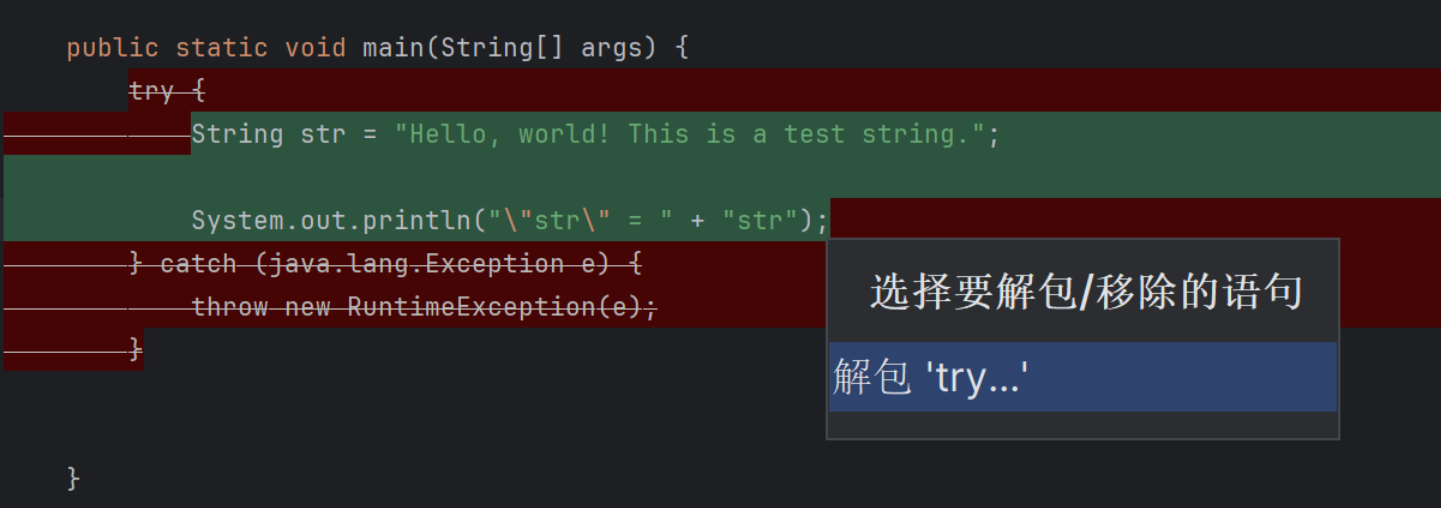 public static void main(String[] args) {
try {
String str = "Hello, world! This is a test string.";
System.out.println("\"str\" = " + "str");
} catch (java.lang.Exception e) {
throw new RuntimeException(e);
}
选择要解包/移除的语句
解包 'try...'
}